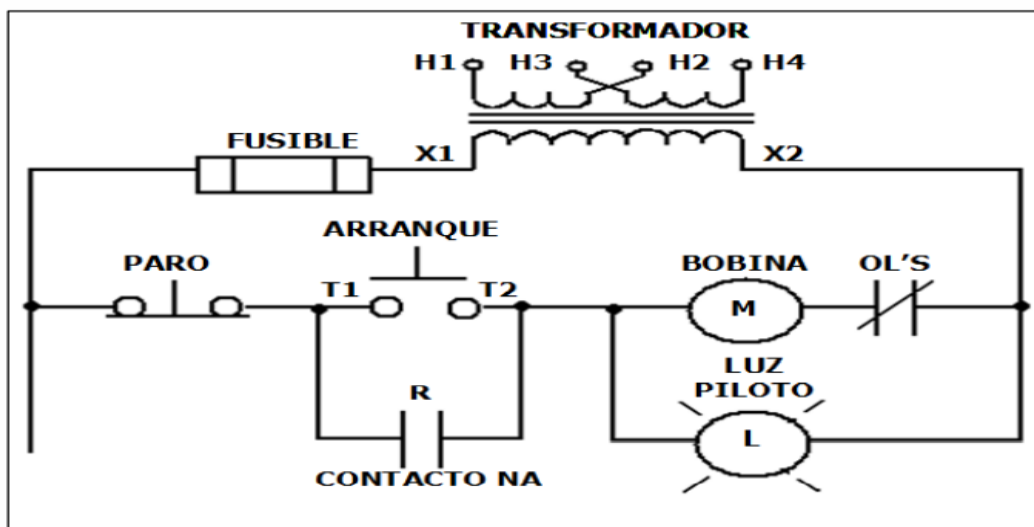 TRANSFORMADOR
H1 H3 H2 H4
FUSIBLE
X1 X2
ARRANQUE
PARO
BOBINA OL'S
T1 T2
M
LUZ
PILOTO
R
L
CONTACTO NA